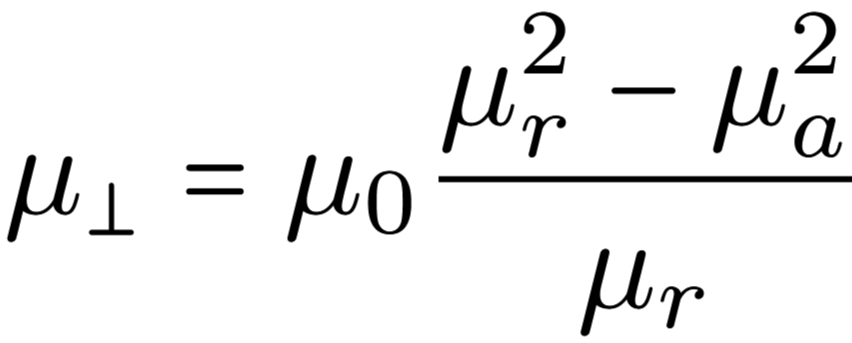 μ⊥ = μ₀ (μᵣ² − μₐ²) / μᵣ